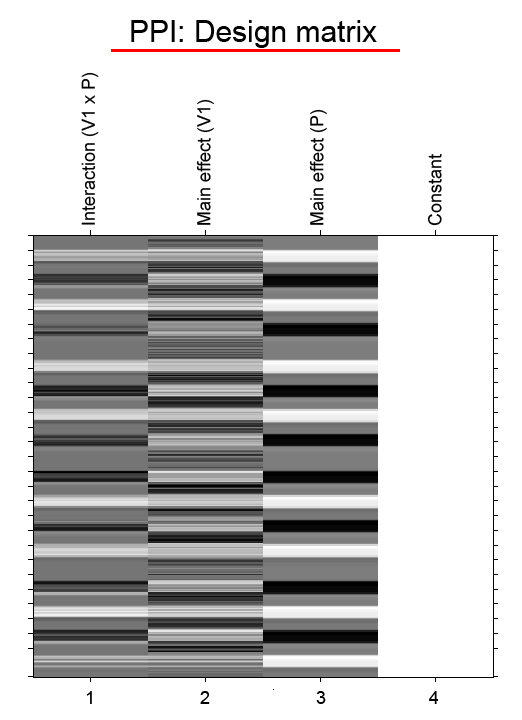 PPI: Design matrix
Interaction (V1 x P)
Main effect (V1)
Main effect (P)
Constant
1
2
3
4